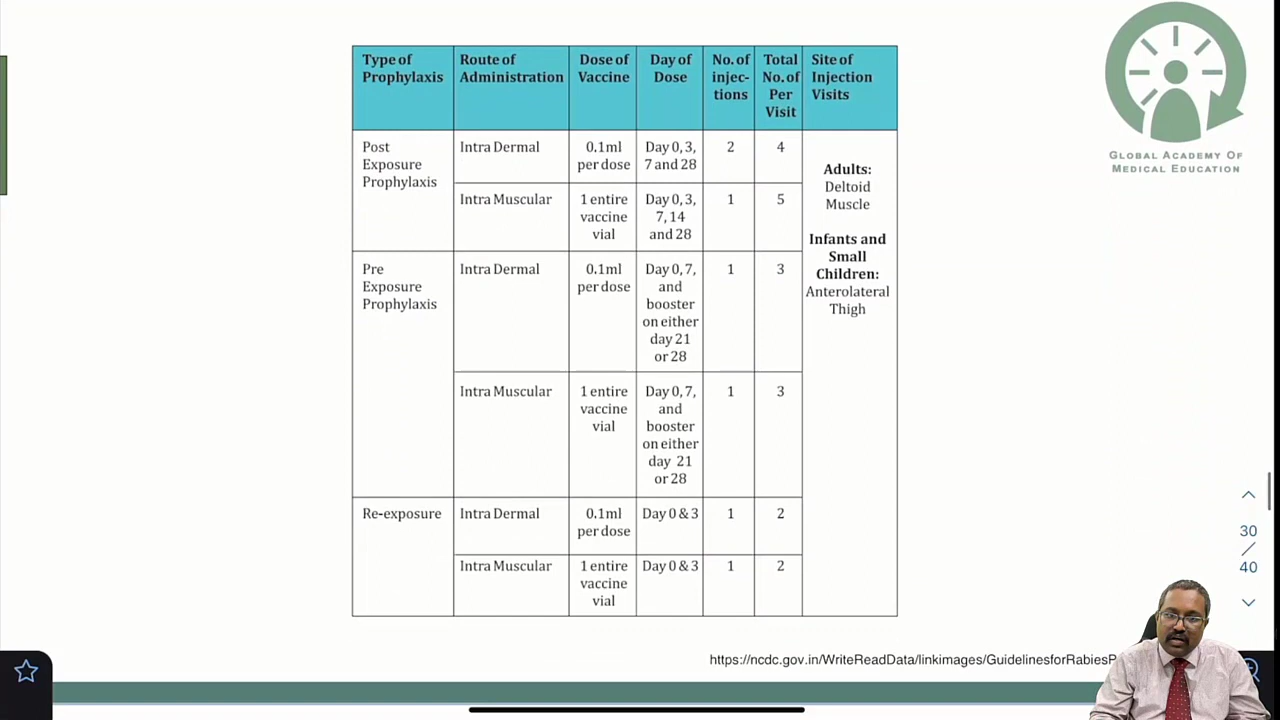 Type of Prophylaxis
Route of Administration
Dose of Vaccine
Day of Dose
No. of injec-tions
Total No. of Per Visit
Site of Injection Visits
Post Exposure Prophylaxis
Intra Dermal
0.1ml per dose
Day 0, 3, 7 and 28
2
4
Intra Muscular
1 entire vaccine vial
Day 0, 3, 7, 14 and 28
1
5
Adults: Deltoid Muscle
Infants and Small Children: Anterolateral Thigh
Pre Exposure Prophylaxis
Intra Dermal
0.1ml per dose
Day 0, 7, and booster on either day 21 or 28
1
3
Intra Muscular
1 entire vaccine vial
Day 0, 7, and booster on either day 21 or 28
1
3
Re-exposure
Intra Dermal
0.1ml per dose
Day 0 & 3
1
2
Intra Muscular
1 entire vaccine vial
Day 0 & 3
1
2
GLOBAL ACADEMY OF
MEDICAL EDUCATION
30
/
40
https://ncdc.gov.in/WriteReadData/linkimages/GuidelinesforRabiesP